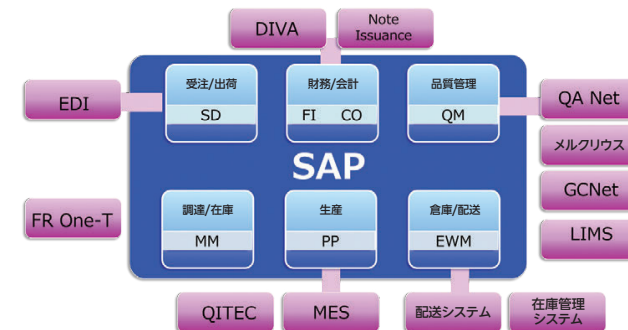 DIVA
Note
Issuance
EDI
受注/出荷
SD
財務/会計
FI CO
品質管理
QM
QA Net
メルクリウス
SAP
GCNet
FR One-T
調達/在庫
MM
生産
PP
倉庫/配送
EWM
LIMS
QITEC
MES
配送システム
在庫管理
システム